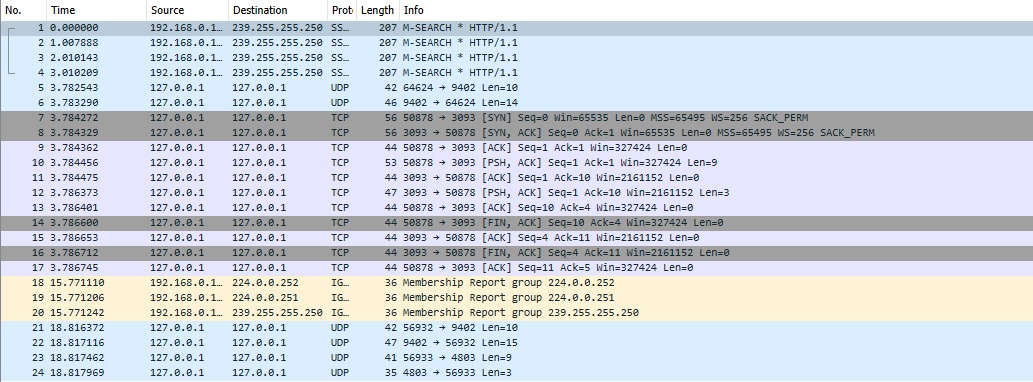 No. Time Source Destination Prot Length Info
1 0.000000 192.168.0.1… 239.255.255.250 SS… 207 M-SEARCH * HTTP/1.1
2 1.007888 192.168.0.1… 239.255.255.250 SS… 207 M-SEARCH * HTTP/1.1
3 2.010143 192.168.0.1… 239.255.255.250 SS… 207 M-SEARCH * HTTP/1.1
4 3.010209 192.168.0.1… 239.255.255.250 SS… 207 M-SEARCH * HTTP/1.1
5 3.782543 127.0.0.1 127.0.0.1 UDP 42 64624 → 9402 Len=10
6 3.783290 127.0.0.1 127.0.0.1 UDP 46 9402 → 64624 Len=14
7 3.784272 127.0.0.1 127.0.0.1 TCP 56 50878 → 3093 [SYN] Seq=0 Win=65535 Len=0 MSS=65495 WS=256 SACK_PERM
8 3.784329 127.0.0.1 127.0.0.1 TCP 56 3093 → 50878 [SYN, ACK] Seq=0 Ack=1 Win=65535 Len=0 MSS=65495 WS=256 SACK_PERM
9 3.784362 127.0.0.1 127.0.0.1 TCP 44 50878 → 3093 [ACK] Seq=1 Ack=1 Win=327424 Len=0
10 3.784456 127.0.0.1 127.0.0.1 TCP 53 50878 → 3093 [PSH, ACK] Seq=1 Ack=1 Win=327424 Len=9
11 3.784475 127.0.0.1 127.0.0.1 TCP 44 3093 → 50878 [ACK] Seq=1 Ack=10 Win=2161152 Len=0
12 3.786373 127.0.0.1 127.0.0.1 TCP 47 3093 → 50878 [PSH, ACK] Seq=1 Ack=10 Win=2161152 Len=3
13 3.786401 127.0.0.1 127.0.0.1 TCP 44 50878 → 3093 [ACK] Seq=10 Ack=4 Win=327424 Len=0
14 3.786600 127.0.0.1 127.0.0.1 TCP 44 50878 → 3093 [FIN, ACK] Seq=10 Ack=4 Win=327424 Len=0
15 3.786653 127.0.0.1 127.0.0.1 TCP 44 3093 → 50878 [ACK] Seq=4 Ack=11 Win=2161152 Len=0
16 3.786712 127.0.0.1 127.0.0.1 TCP 44 3093 → 50878 [FIN, ACK] Seq=4 Ack=11 Win=2161152 Len=0
17 3.786745 127.0.0.1 127.0.0.1 TCP 44 50878 → 3093 [ACK] Seq=11 Ack=5 Win=327424 Len=0
18 15.771110 192.168.0.1… 224.0.0.252 IG… 36 Membership Report group 224.0.0.252
19 15.771206 192.168.0.1… 224.0.0.251 IG… 36 Membership Report group 224.0.0.251
20 15.771242 192.168.0.1… 239.255.255.250 IG… 36 Membership Report group 239.255.255.250
21 18.816372 127.0.0.1 127.0.0.1 UDP 42 56932 → 9402 Len=10
22 18.817116 127.0.0.1 127.0.0.1 UDP 47 9402 → 56932 Len=15
23 18.817462 127.0.0.1 127.0.0.1 UDP 41 56933 → 4803 Len=9
24 18.817969 127.0.0.1 127.0.0.1 UDP 35 4803 → 56933 Len=3